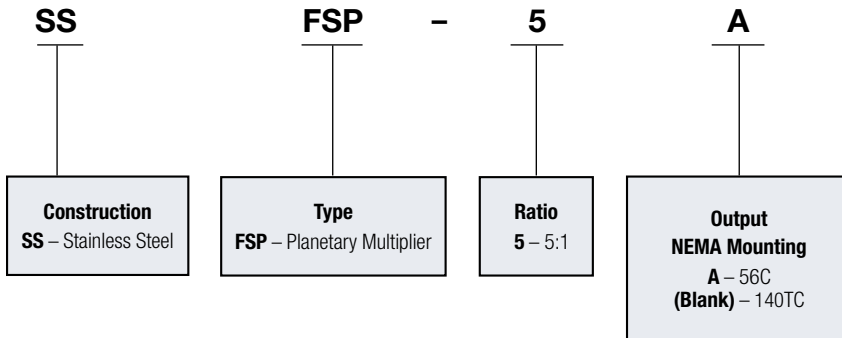 SS FSP – 5 A
Construction
SS – Stainless Steel
Type
FSP – Planetary Multiplier
Ratio
5 – 5:1
Output
NEMA Mounting
A – 56C
(Blank) – 140TC